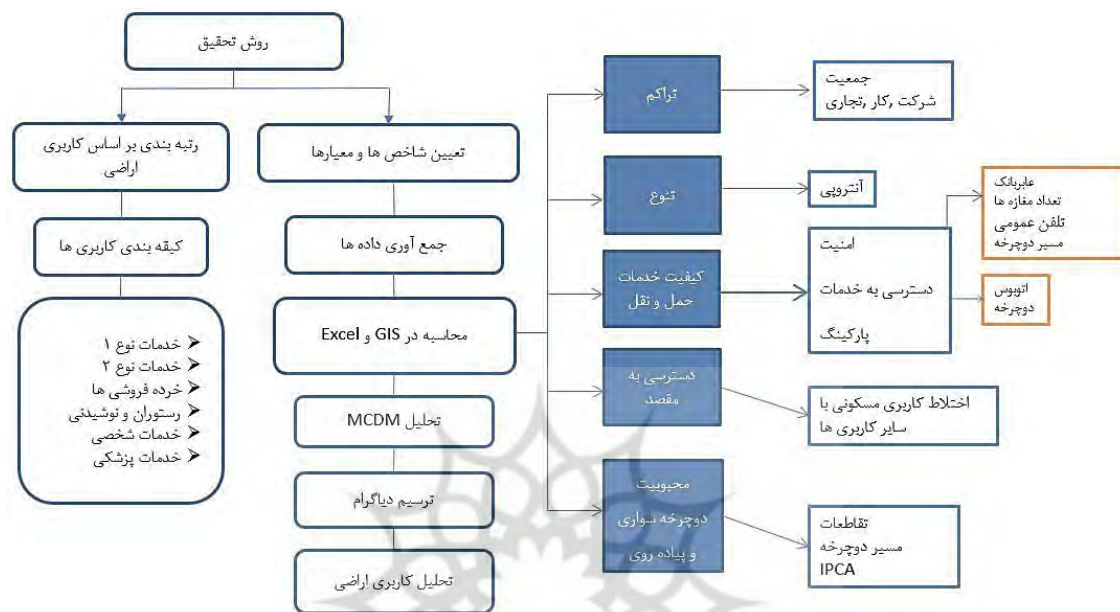 روش تحقیق
رتبه بندی بر اساس کاربری
اراضی
کبقه بندی کاربری ها
خدمات نوع ۱
خدمات نوع ۲
خرده فروشی ها
رستوران و نوشیدنی
خدمات شخصی
خدمات پزشکی
تعیین شاخص ها و معیارها
جمع آوری داده ها
محاسبه در GIS و Excel
تحلیل MCDM
ترسیم دیاگرام
تحلیل کاربری اراضی
تراکم
جمعیت
شرکت ,کار ,تجاری
تنوع
آنتروپی
کیفیت خدمات
حمل و نقل
امنیت
دسترسی به خدمات
پارکینگ
عابربانک
تعداد مغازه ها
تلفن عمومی
مسیر دوچرخه
اتوبوس
دوچرخه
دسترسی به
مقصد
اختلاط کاربری مسکونی با
سایر کاربری ها
محبوبیت
دوچرخه سواری
و پیاده روی
تقاطعات
مسیر دوچرخه
IPCA